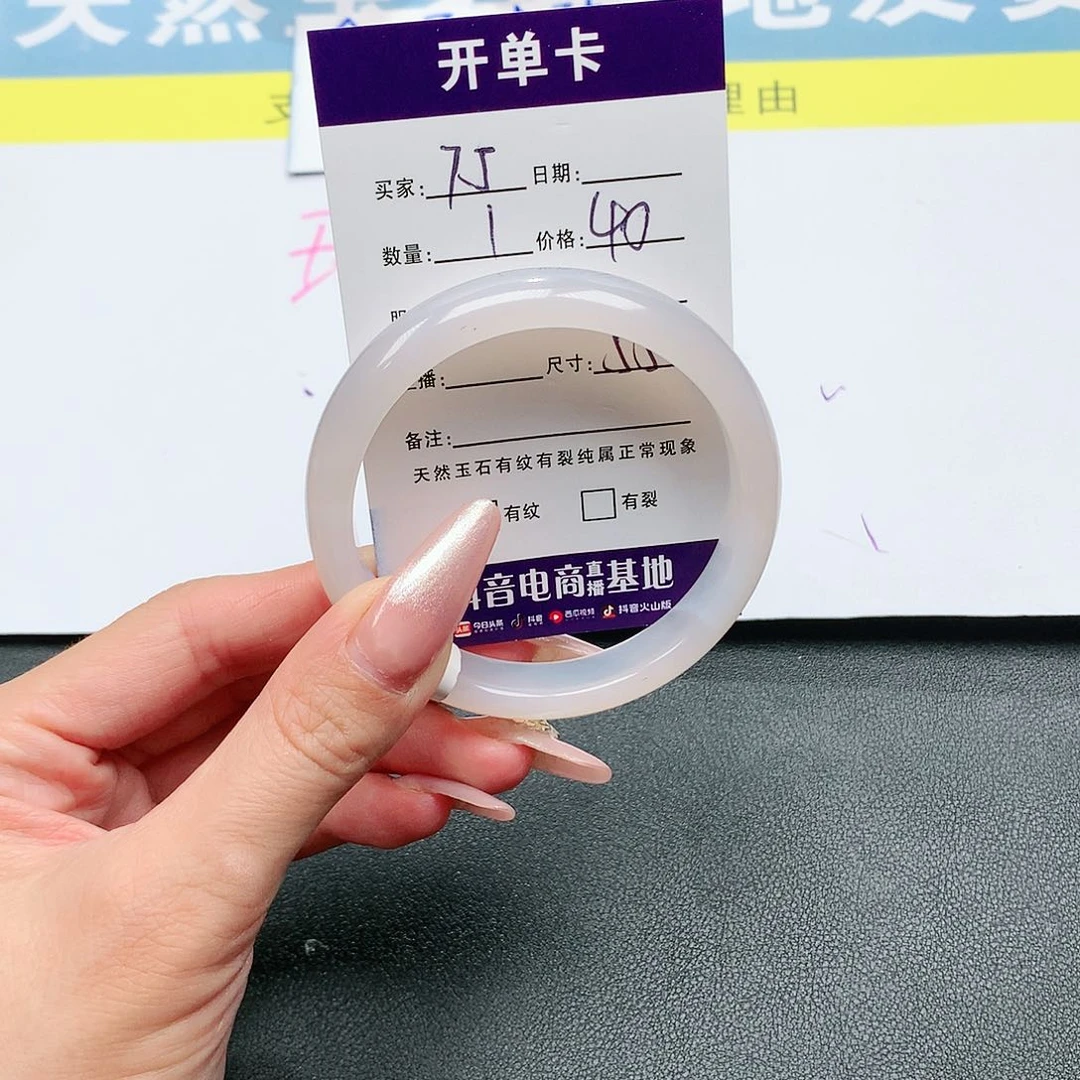 天然玉
理由
开单卡
买家: 75 日期:
数量: 1 价格: 40
播: 尺寸:
备注:
天然玉石有纹有裂纯属正常现象
有纹 有裂
抖音电商直播基地
今日头条 抖音 西瓜视频 抖音火山版